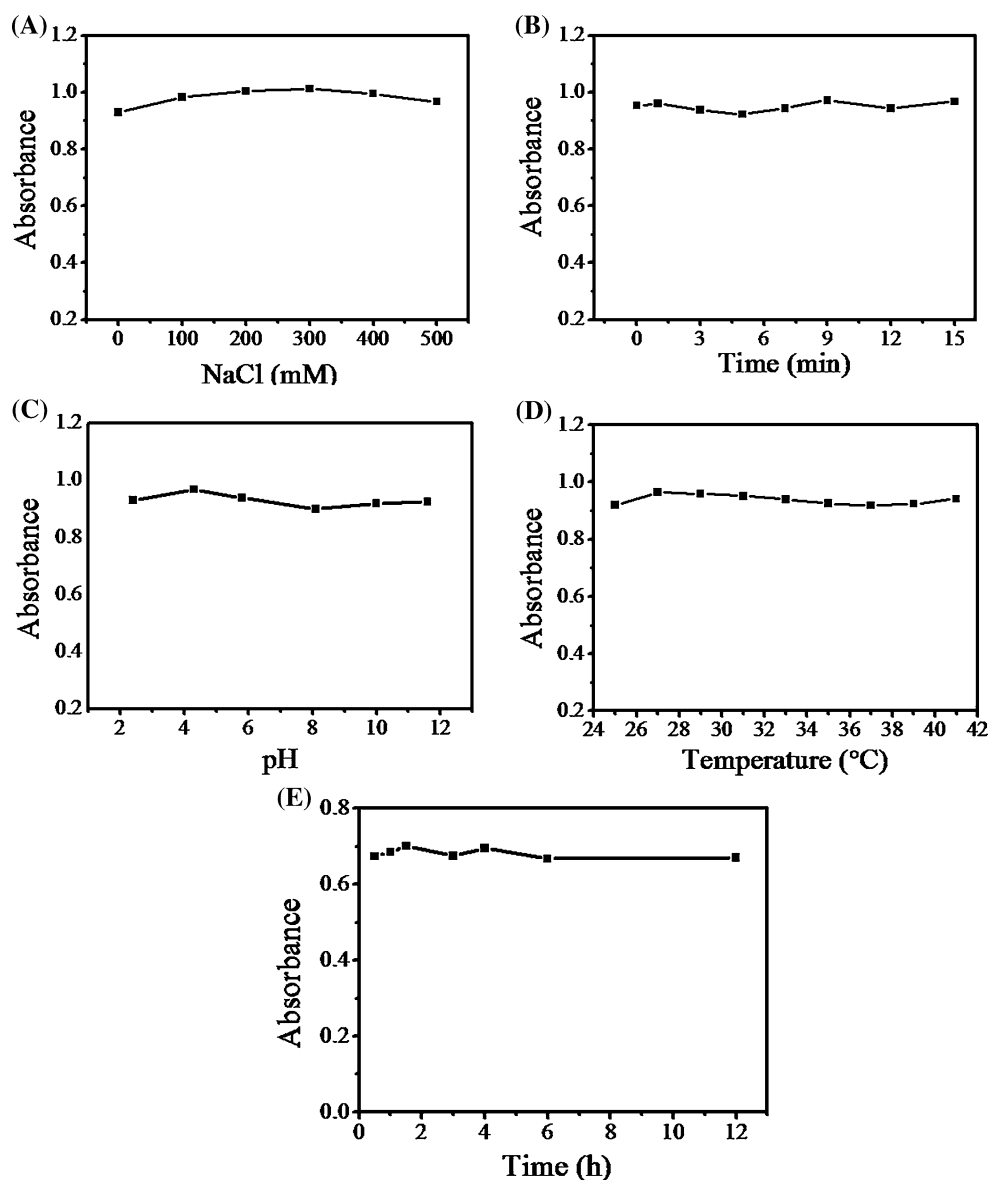 (A)
1.2
1.0
0.8
0.6
0.4
0.2
Absorbance
0 100 200 300 400 500
NaCl (mM)
(B)
1.2
1.0
0.8
0.6
0.4
0.2
Absorbance
0 3 6 9 12 15
Time (min)
(C)
1.2
1.0
0.8
0.6
0.4
0.2
Absorbance
2 4 6 8 10 12
pH
(D)
1.2
1.0
0.8
0.6
0.4
0.2
Absorbance
24 26 28 30 32 34 36 38 40 42
Temperature (°C)
(E)
0.8
0.6
0.4
0.2
0.0
Absorbance
0 2 4 6 8 10 12
Time (h)